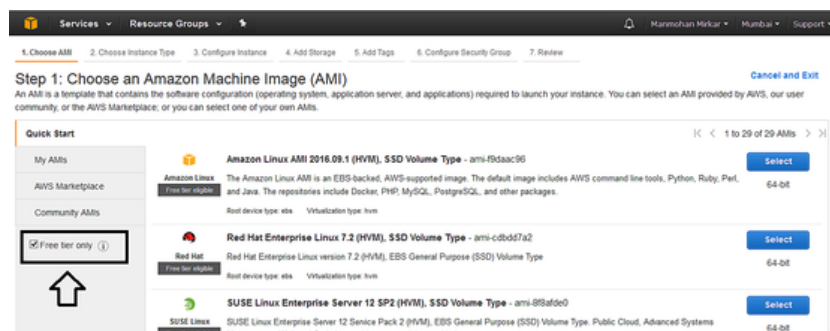 Services Resource Groups Manmohan Mirkar Mumbai Support
1. Choose AMI 2. Choose Instance Type 3. Configure Instance 4. Add Storage 5. Add Tags 6. Configure Security Group 7. Review
Step 1: Choose an Amazon Machine Image (AMI) Cancel and Exit
An AMI is a template that contains the software configuration (operating system, application server, and applications) required to launch your instance. You can select an AMI provided by AWS, our user
community, or the AWS Marketplace; or you can select one of your own AMIs.
Quick Start 1 to 29 of 29 AMIs
My AMIs
AWS Marketplace
Community AMIs
Free tier only
Amazon Linux
Free tier eligible
Amazon Linux AMI 2016.09.1 (HVM), SSD Volume Type - ami-f9daac96
The Amazon Linux AMI is an EBS-backed, AWS-supported image. The default image includes AWS command line tools, Python, Ruby, Perl,
and Java. The repositories include Docker, PHP, MySQL, PostgreSQL, and other packages.
Root device type: ebs Virtualization type: hvm
Select
64-bit
Red Hat
Free tier eligible
Red Hat Enterprise Linux 7.2 (HVM), SSD Volume Type - ami-cdbdd7a2
Red Hat Enterprise Linux version 7.2 (HVM), EBS General Purpose (SSD) Volume Type
Root device type: ebs Virtualization type: hvm
Select
64-bit
SUSE Linux
SUSE Linux Enterprise Server 12 SP2 (HVM), SSD Volume Type - ami-8f8afde0
SUSE Linux Enterprise Server 12 Service Pack 2 (HVM), EBS General Purpose (SSD) Volume Type. Public Cloud, Advanced Systems
Select
64-bit